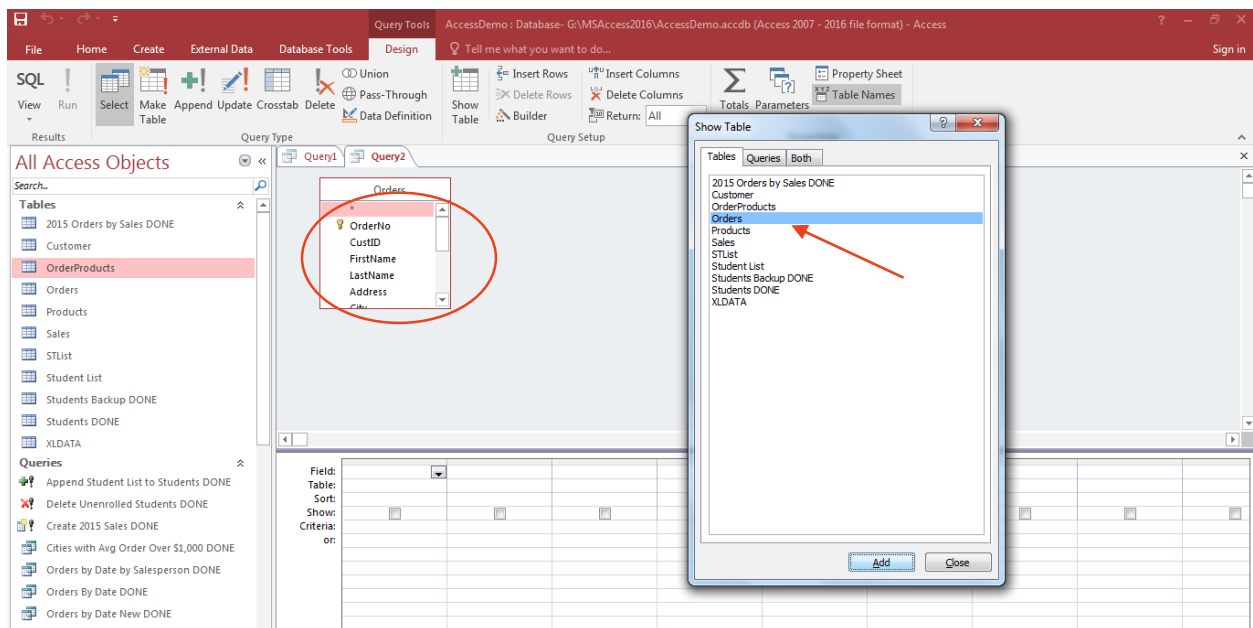 Query Tools AccessDemo : Database- G:\MSAccess2016\AccessDemo.accdb (Access 2007 - 2016 file format) - Access ?
File Home Create External Data Database Tools Design Tell me what you want to do... Sign in
SQL View
Run
Results
Select
Make Table
Append
Update
Crosstab
Delete
Union
Pass-Through
Data Definition
Query Type
Show Table
Insert Rows
Delete Rows
Builder
Insert Columns
Delete Columns
Return: All
Query Setup
Totals
Parameters
Property Sheet
XYZ Table Names
All Access Objects
Search...
Tables
2015 Orders by Sales DONE
Customer
OrderProducts
Orders
Products
Sales
STList
Student List
Students Backup DONE
Students DONE
XLDATA
Queries
Append Student List to Students DONE
Delete Unenrolled Students DONE
Create 2015 Sales DONE
Cities with Avg Order Over $1,000 DONE
Orders by Date by Salesperson DONE
Orders By Date DONE
Orders by Date New DONE
Query1 Query2
Orders
*
OrderNo
CustID
FirstName
LastName
Address
City
Field:
Table:
Sort:
Show:
Criteria:
or:
Show Table ?
Tables Queries Both
2015 Orders by Sales DONE
Customer
OrderProducts
Orders
Products
Sales
STList
Student List
Students Backup DONE
Students DONE
XLDATA
Add Close